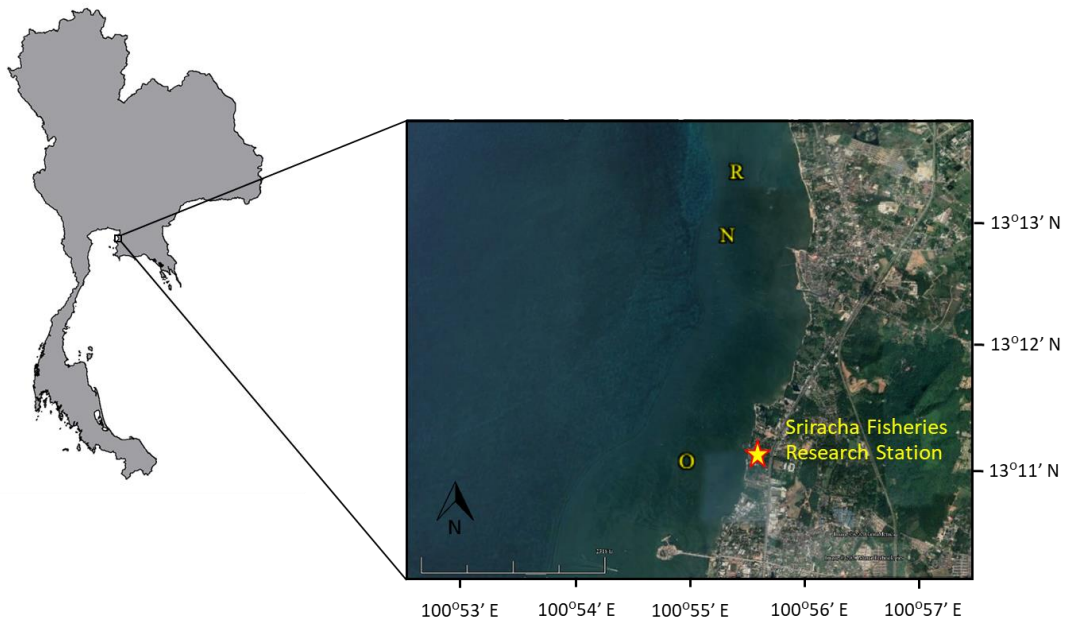 R
N
13°13′ N
13°12′ N
Sriracha Fisheries
Research Station
O
13°11′ N
N
100°53′ E
100°54′ E
100°55′ E
100°56′ E
100°57′ E